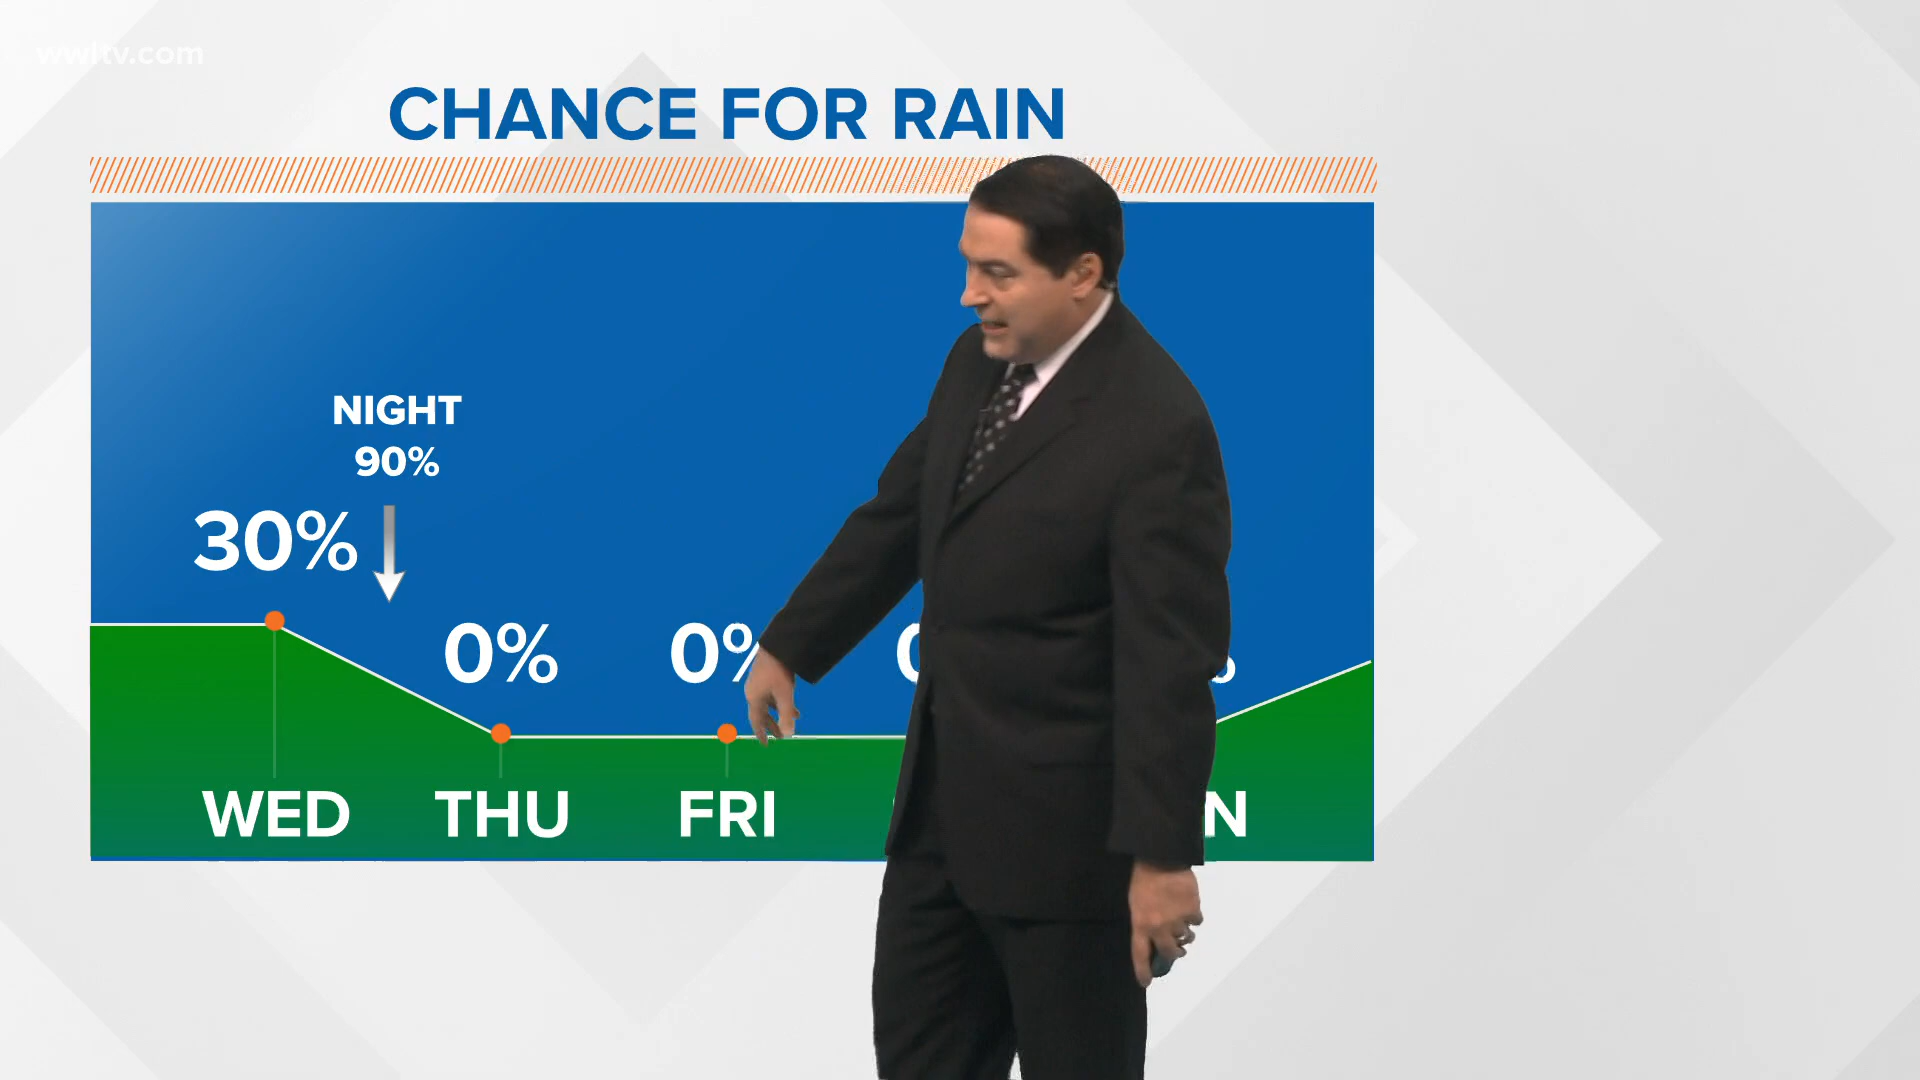 wwltv.com
CHANCE FOR RAIN
NIGHT
90%
30%
0% 0%
WED THU FRI